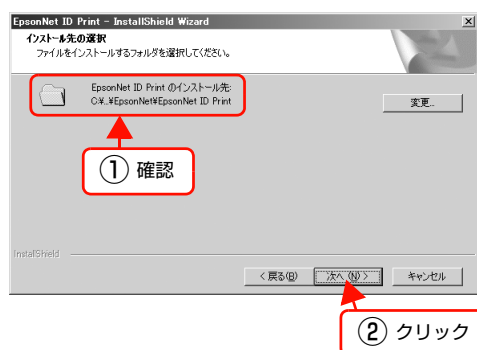 EpsonNet ID Print - InstallShield Wizard
インストール先の選択
ファイルをインストールするフォルダを選択してください。
EpsonNet ID Print のインストール先:
C:¥..¥EpsonNet¥EpsonNet ID Print
変更...
① 確認
InstallShield
< 戻る(B)
次へ(N) >
キャンセル
② クリック